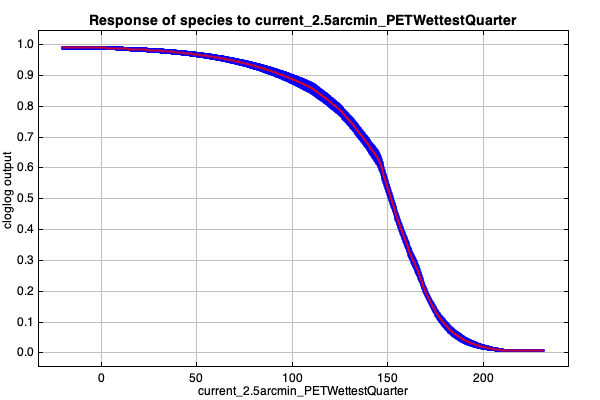 Response of species to current_2.5arcmin_PETWettestQuarter
1.0
0.9
0.8
0.7
0.6
0.5
0.4
0.3
0.2
0.1
0.0
cloglog output
0 50 100 150 200
current_2.5arcmin_PETWettestQuarter